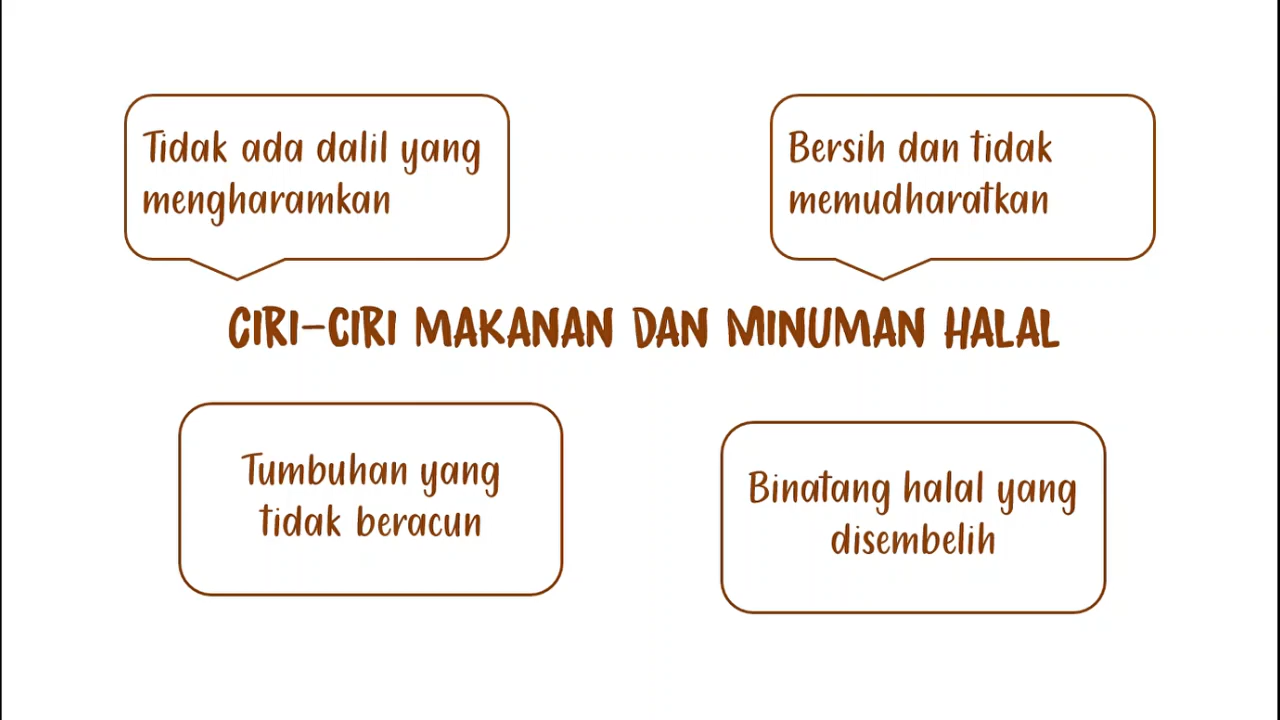 Tidak ada dalil yang
mengharamkan
Bersih dan tidak
memudharatkan
CIRI-CIRI MAKANAN DAN MINUMAN HALAL
Tumbuhan yang
tidak beracun
Binatang halal yang
disembelih